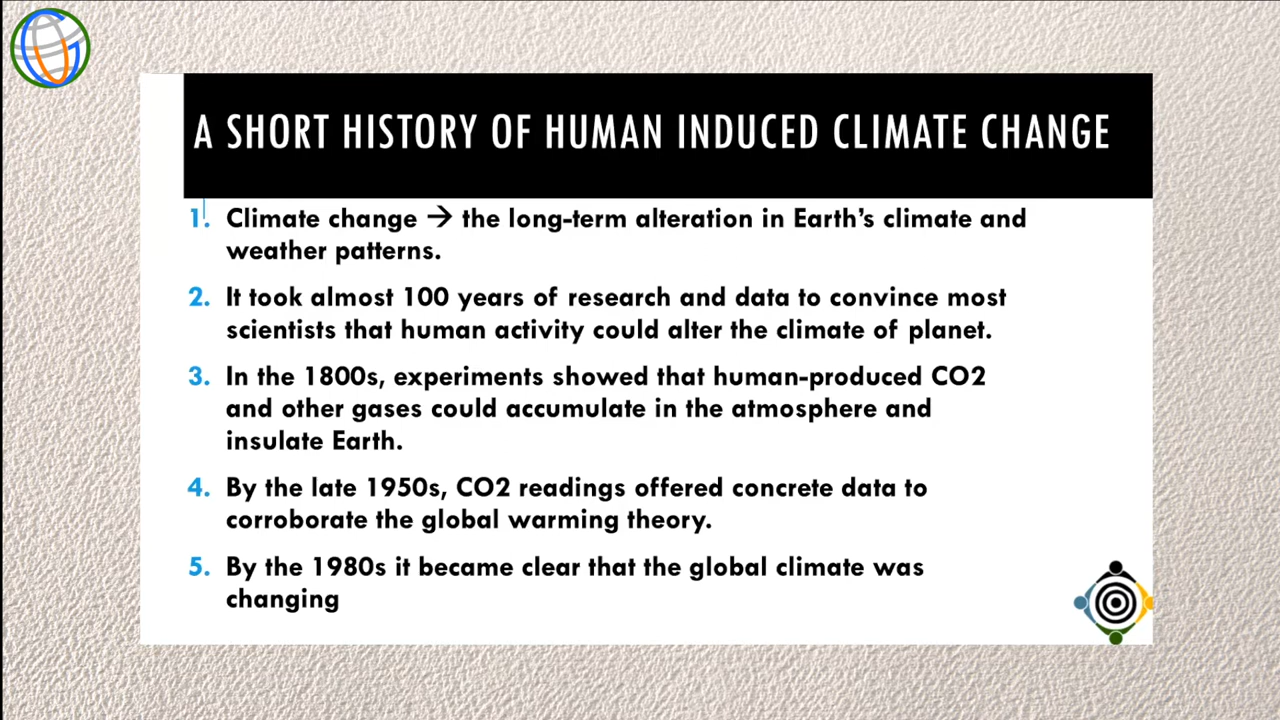 A SHORT HISTORY OF HUMAN INDUCED CLIMATE CHANGE
1. Climate change → the long-term alteration in Earth's climate and
weather patterns.
2. It took almost 100 years of research and data to convince most
scientists that human activity could alter the climate of planet.
3. In the 1800s, experiments showed that human-produced CO2
and other gases could accumulate in the atmosphere and
insulate Earth.
4. By the late 1950s, CO2 readings offered concrete data to
corroborate the global warming theory.
5. By the 1980s it became clear that the global climate was
changing